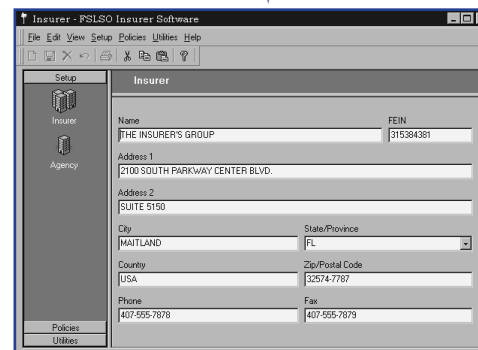 Insurer - FSLSO Insurer Software
File Edit View Setup Policies Utilities Help
Setup
Insurer
Agency
Policies
Utilities
Insurer
Name FEIN
THE INSURER'S GROUP 315384381
Address 1
2100 SOUTH PARKWAY CENTER BLVD.
Address 2
SUITE 5150
City State/Province
MAITLAND FL
Country Zip/Postal Code
USA 32574-7787
Phone Fax
407-555-7878 407-555-7879